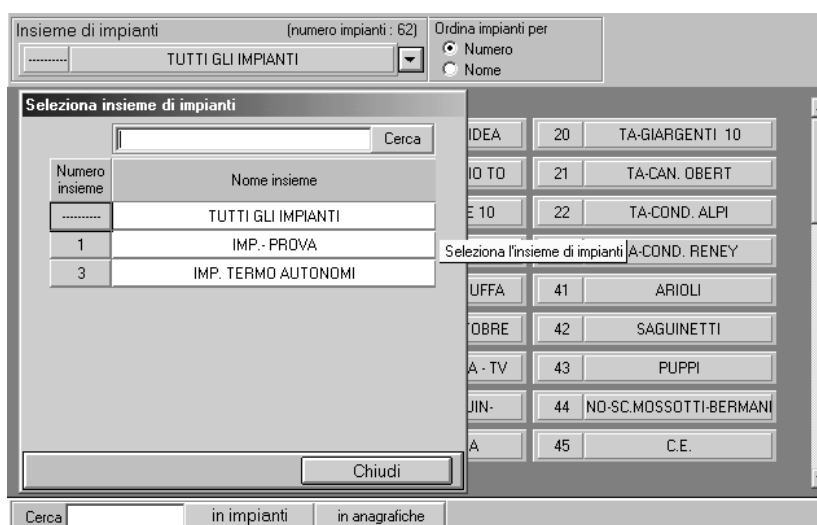 Insieme di impianti (numero impianti : 62) Ordina impianti per
---------- TUTTI GLI IMPIANTI Numero
Nome
Seleziona insieme di impianti
Cerca
Numero insieme Nome insieme
---------- TUTTI GLI IMPIANTI
1 IMP.- PROVA
3 IMP. TERMO AUTONOMI
Chiudi
Seleziona l'insieme di impianti
IDEA 20 TA-GIARGENTI 10
IO TO 21 TA-CAN. OBERT
E 10 22 TA-COND. ALPI
A-COND. RENEY
UFFA 41 ARIOLI
TOBRE 42 SAGUINETTI
A - TV 43 PUPPI
UIN- 44 NO-SC.MOSSOTTI-BERMANI
A 45 C.E.
Cerca in impianti in anagrafiche